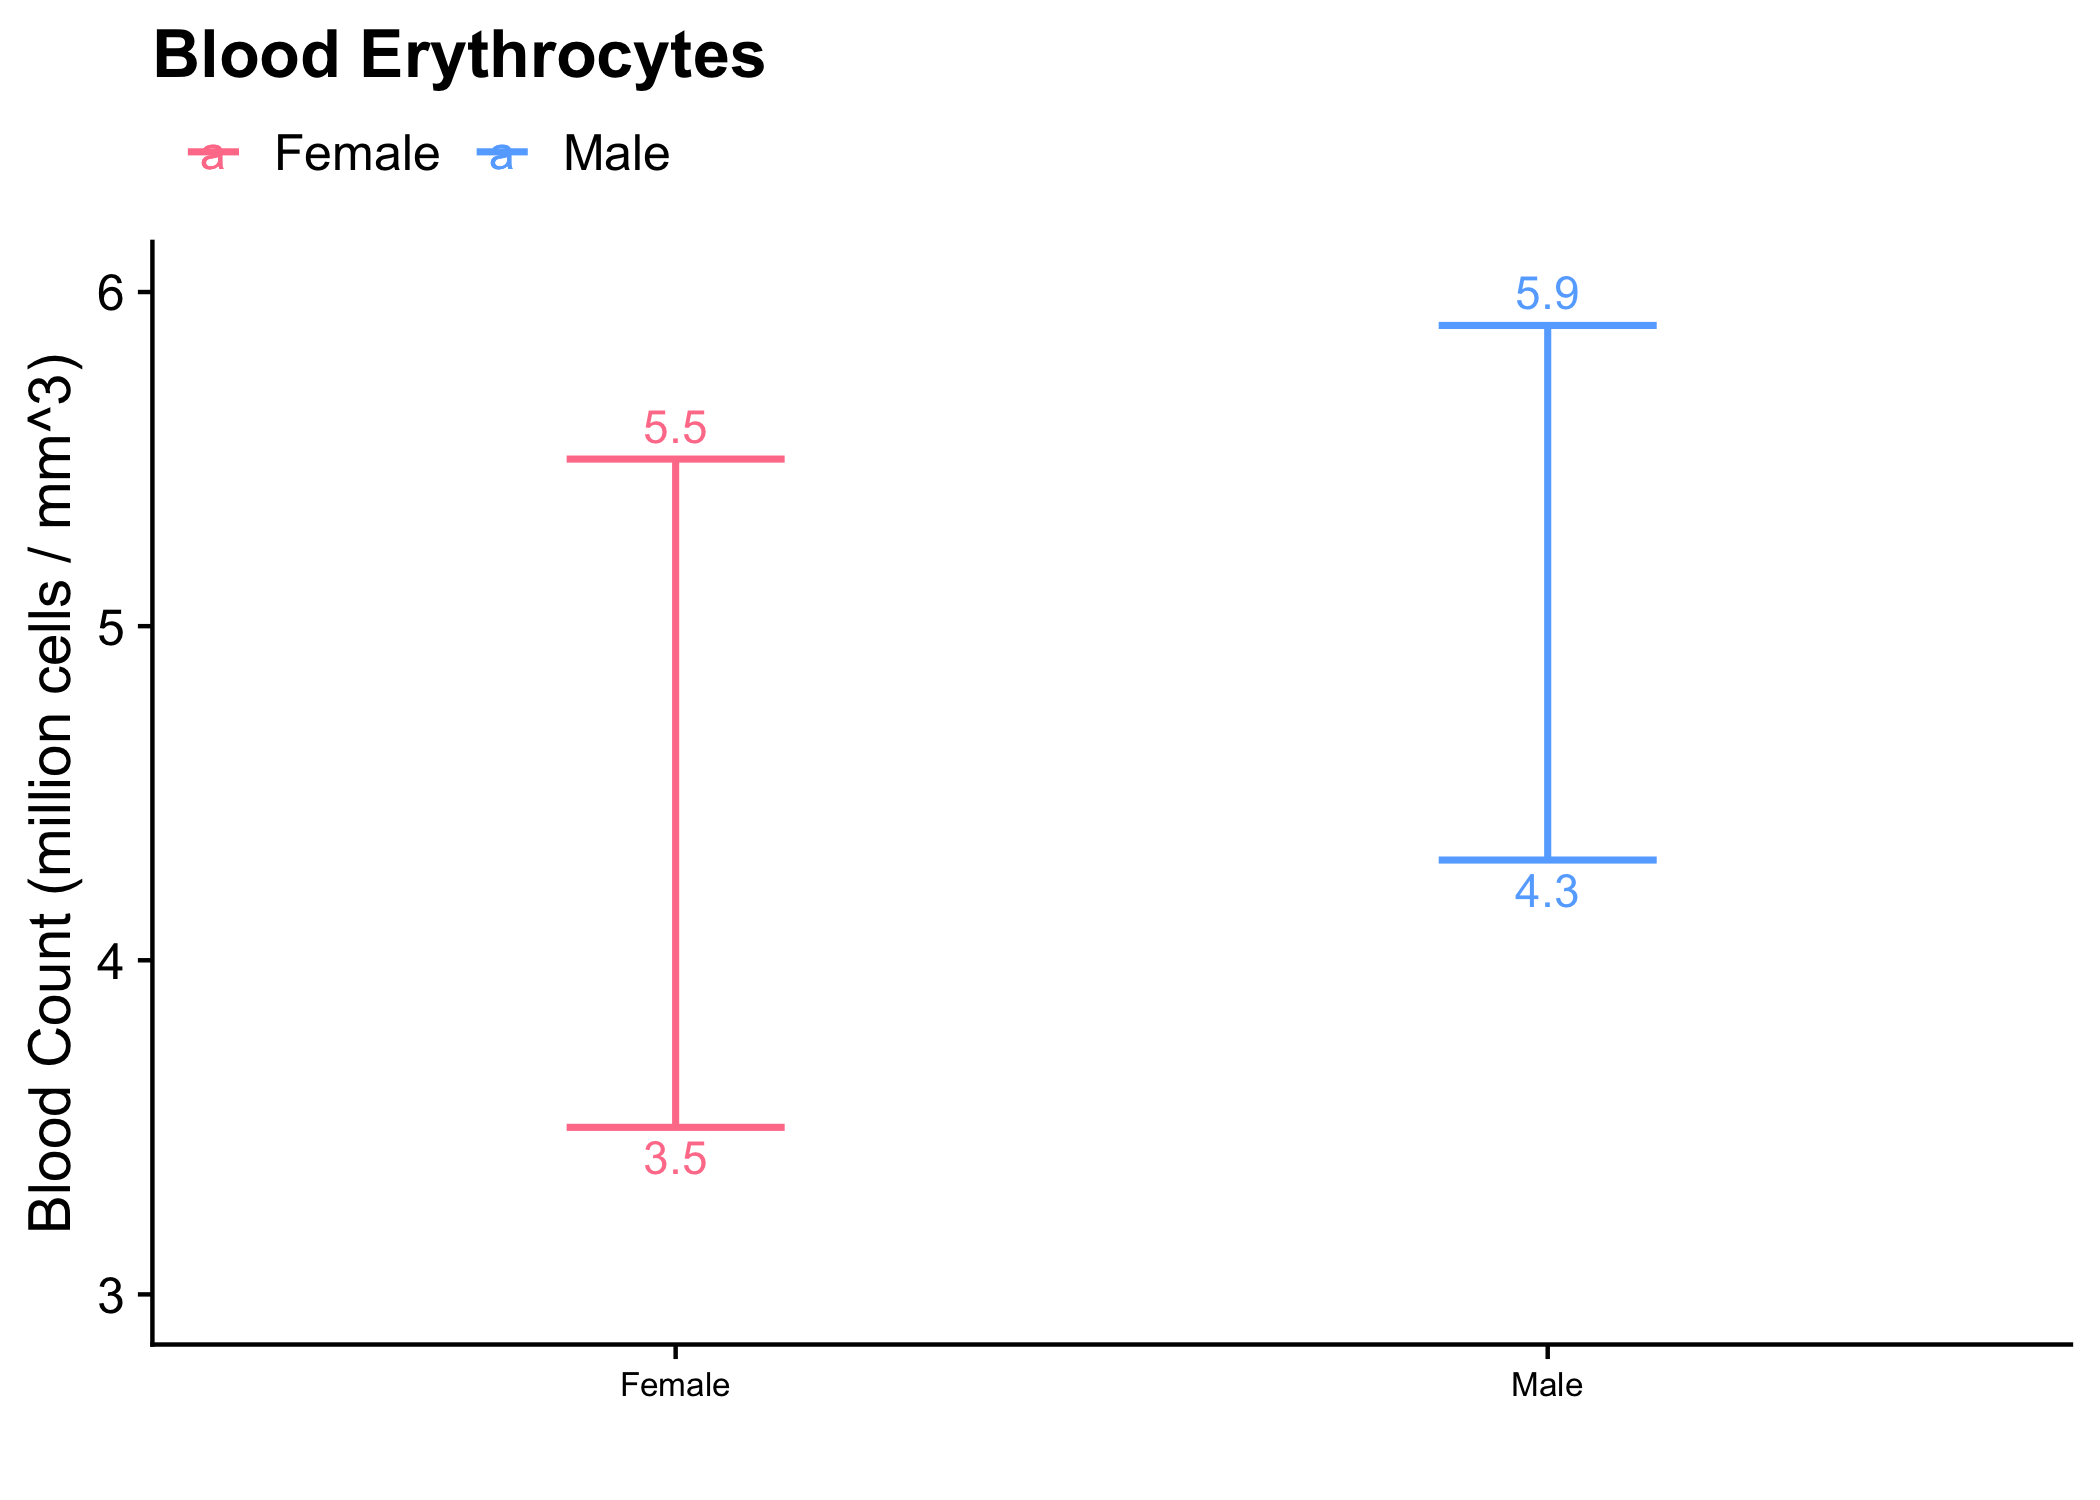 Blood Erythrocytes
a Female a Male
Blood Count (million cells / mm^3)
6
5
4
3
5.9
5.5
4.3
3.5
Female Male